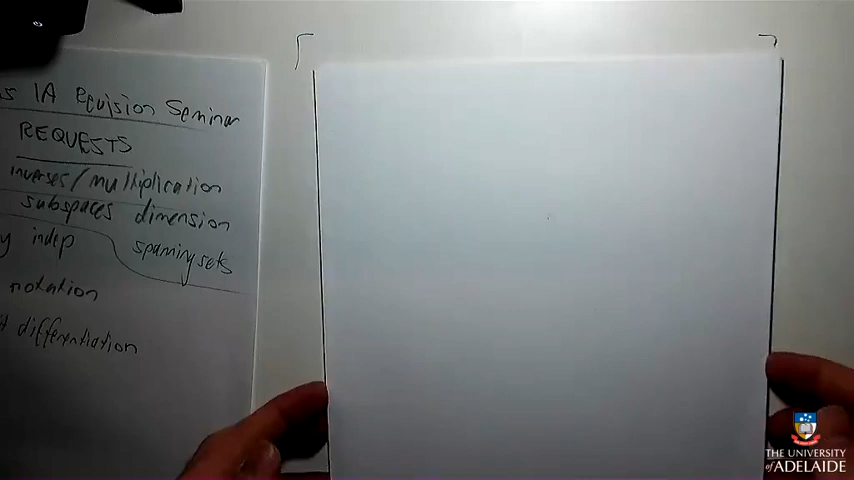 1A Revision Seminar
REQUESTS
inverses/multiplication
subspaces dimension
indep spanning sets
notation
differentiation
THE UNIVERSITY
of ADELAIDE